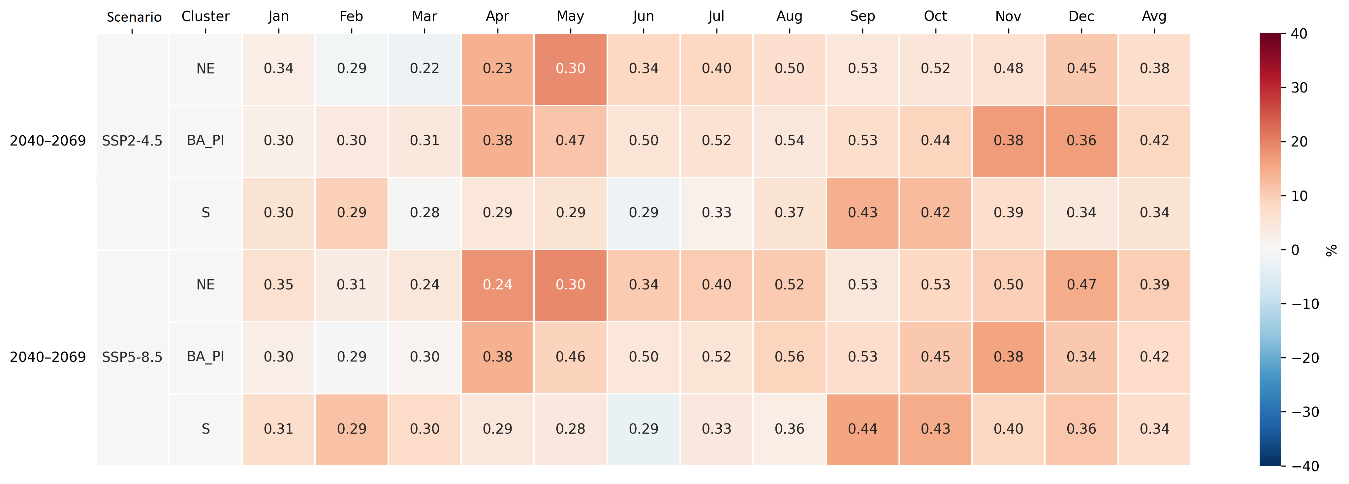 Scenario Cluster Jan Feb Mar Apr May Jun Jul Aug Sep Oct Nov Dec Avg
NE 0.34 0.29 0.22 0.23 0.30 0.34 0.40 0.50 0.53 0.52 0.48 0.45 0.38
2040–2069 SSP2-4.5 BA_PI 0.30 0.30 0.31 0.38 0.47 0.50 0.52 0.54 0.53 0.44 0.38 0.36 0.42
S 0.30 0.29 0.28 0.29 0.29 0.29 0.33 0.37 0.43 0.42 0.39 0.34 0.34
NE 0.35 0.31 0.24 0.24 0.30 0.34 0.40 0.52 0.53 0.53 0.50 0.47 0.39
2040–2069 SSP5-8.5 BA_PI 0.30 0.29 0.30 0.38 0.46 0.50 0.52 0.56 0.53 0.45 0.38 0.34 0.42
S 0.31 0.29 0.30 0.29 0.28 0.29 0.33 0.36 0.44 0.43 0.40 0.36 0.34
40
30
20
10
0
−10
−20
−30
−40
%